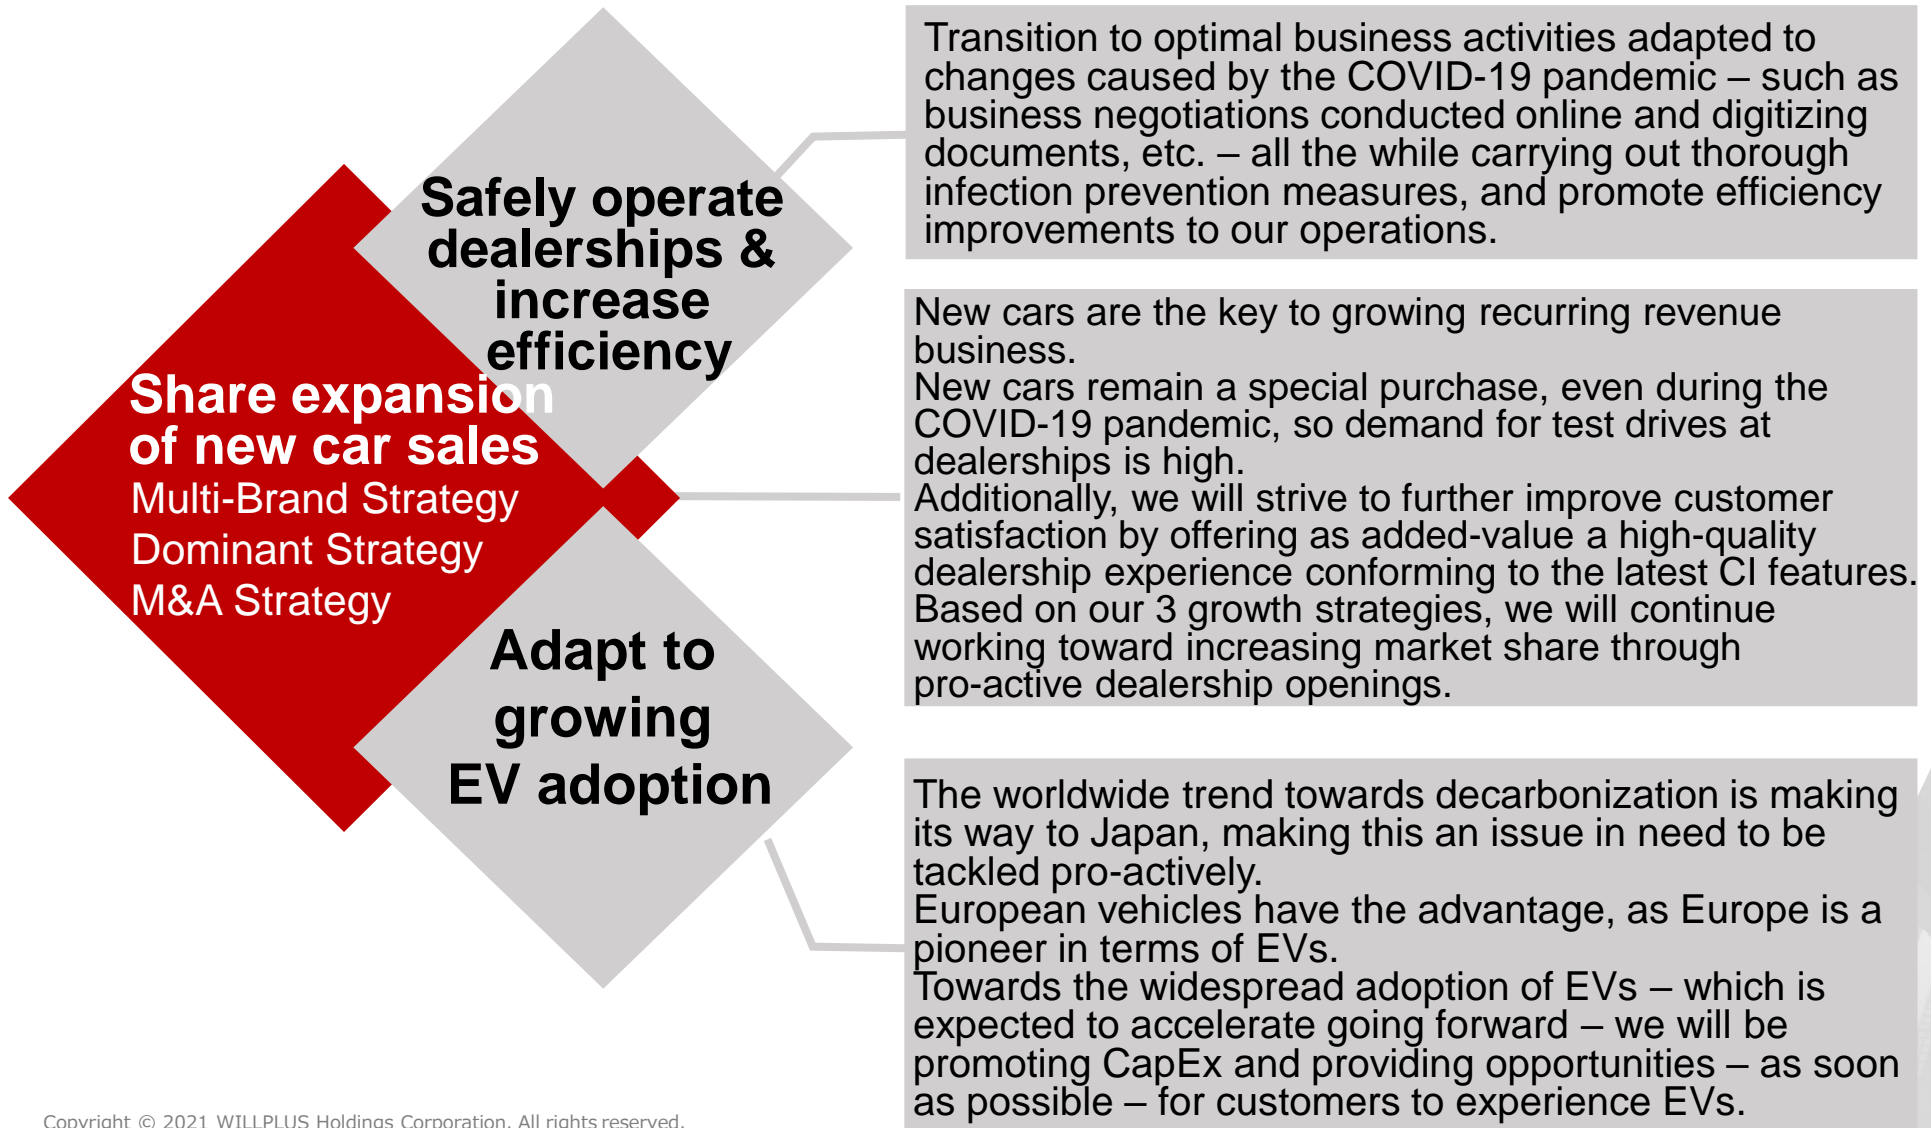 Safely operate
dealerships &
increase
efficiency
Share expansion
of new car sales
Multi-Brand Strategy
Dominant Strategy
M&A Strategy
Adapt to
growing
EV adoption
Transition to optimal business activities adapted to
changes caused by the COVID-19 pandemic – such as
business negotiations conducted online and digitizing
documents, etc. – all the while carrying out thorough
infection prevention measures, and promote efficiency
improvements to our operations.
New cars are the key to growing recurring revenue
business.
New cars remain a special purchase, even during the
COVID-19 pandemic, so demand for test drives at
dealerships is high.
Additionally, we will strive to further improve customer
satisfaction by offering as added-value a high-quality
dealership experience conforming to the latest CI features.
Based on our 3 growth strategies, we will continue
working toward increasing market share through
pro-active dealership openings.
The worldwide trend towards decarbonization is making
its way to Japan, making this an issue in need to be
tackled pro-actively.
European vehicles have the advantage, as Europe is a
pioneer in terms of EVs.
Towards the widespread adoption of EVs – which is
expected to accelerate going forward – we will be
promoting CapEx and providing opportunities – as soon
as possible – for customers to experience EVs.
Copyright © 2021 WILLPLUS Holdings Corporation. All rights reserved.